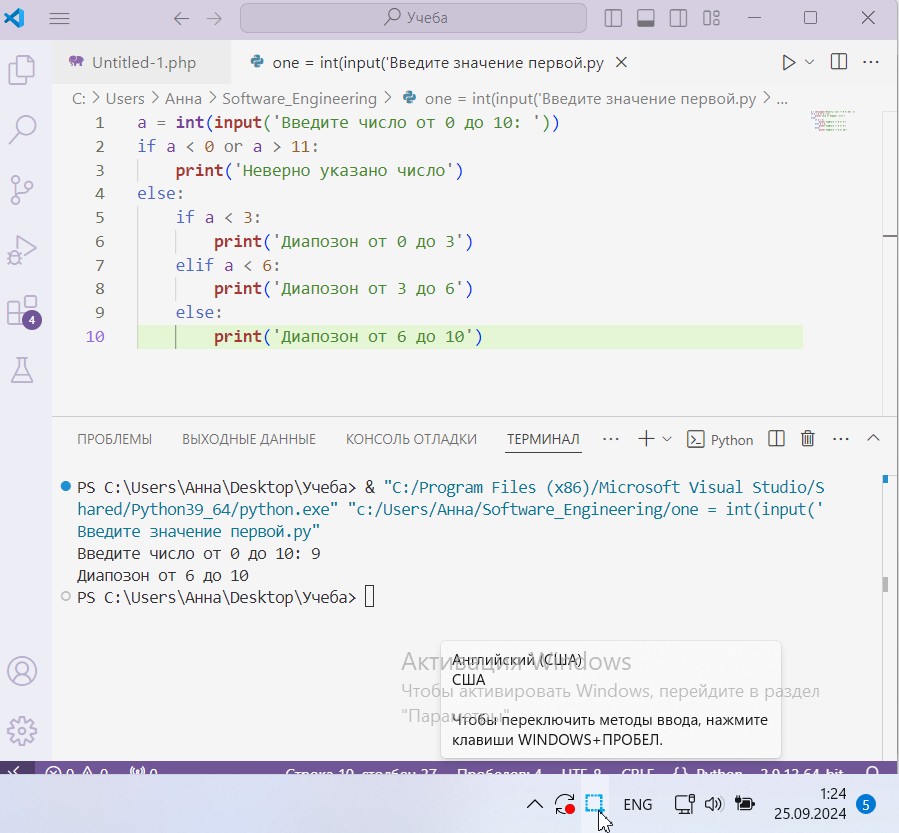 Учеба
Untitled-1.php
one = int(input('Введите значение первой.py
C: > Users > Анна > Software_Engineering > one = int(input('Введите значение первой.py > ...
1 a = int(input('Введите число от 0 до 10: '))
2 if a < 0 or a > 11:
3 print('Неверно указано число')
4 else:
5 if a < 3:
6 print('Диапозон от 0 до 3')
7 elif a < 6:
8 print('Диапозон от 3 до 6')
9 else:
10 print('Диапозон от 6 до 10')
4
ПРОБЛЕМЫ ВЫХОДНЫЕ ДАННЫЕ КОНСОЛЬ ОТЛАДКИ ТЕРМИНАЛ ... Python
PS C:\Users\Анна\Desktop\Учеба> & "C:/Program Files (x86)/Microsoft Visual Studio/S
hared/Python39_64/python.exe" "c:/Users/Анна/Software_Engineering/one = int(input('
Введите значение первой.py"
Введите число от 0 до 10: 9
Диапозон от 6 до 10
PS C:\Users\Анна\Desktop\Учеба>
Активация Windows
Чтобы активировать Windows, перейдите в раздел
"Парам
Английский (США)
США
Чтобы переключить методы ввода, нажмите
клавиши WINDOWS+ПРОБЕЛ.
0 0 0 Строка 10, столбец 27 Пробелов: 4 UTF-8 CRLF {} Python 3.9.13 64-bit
ENG
1:24
25.09.2024
5